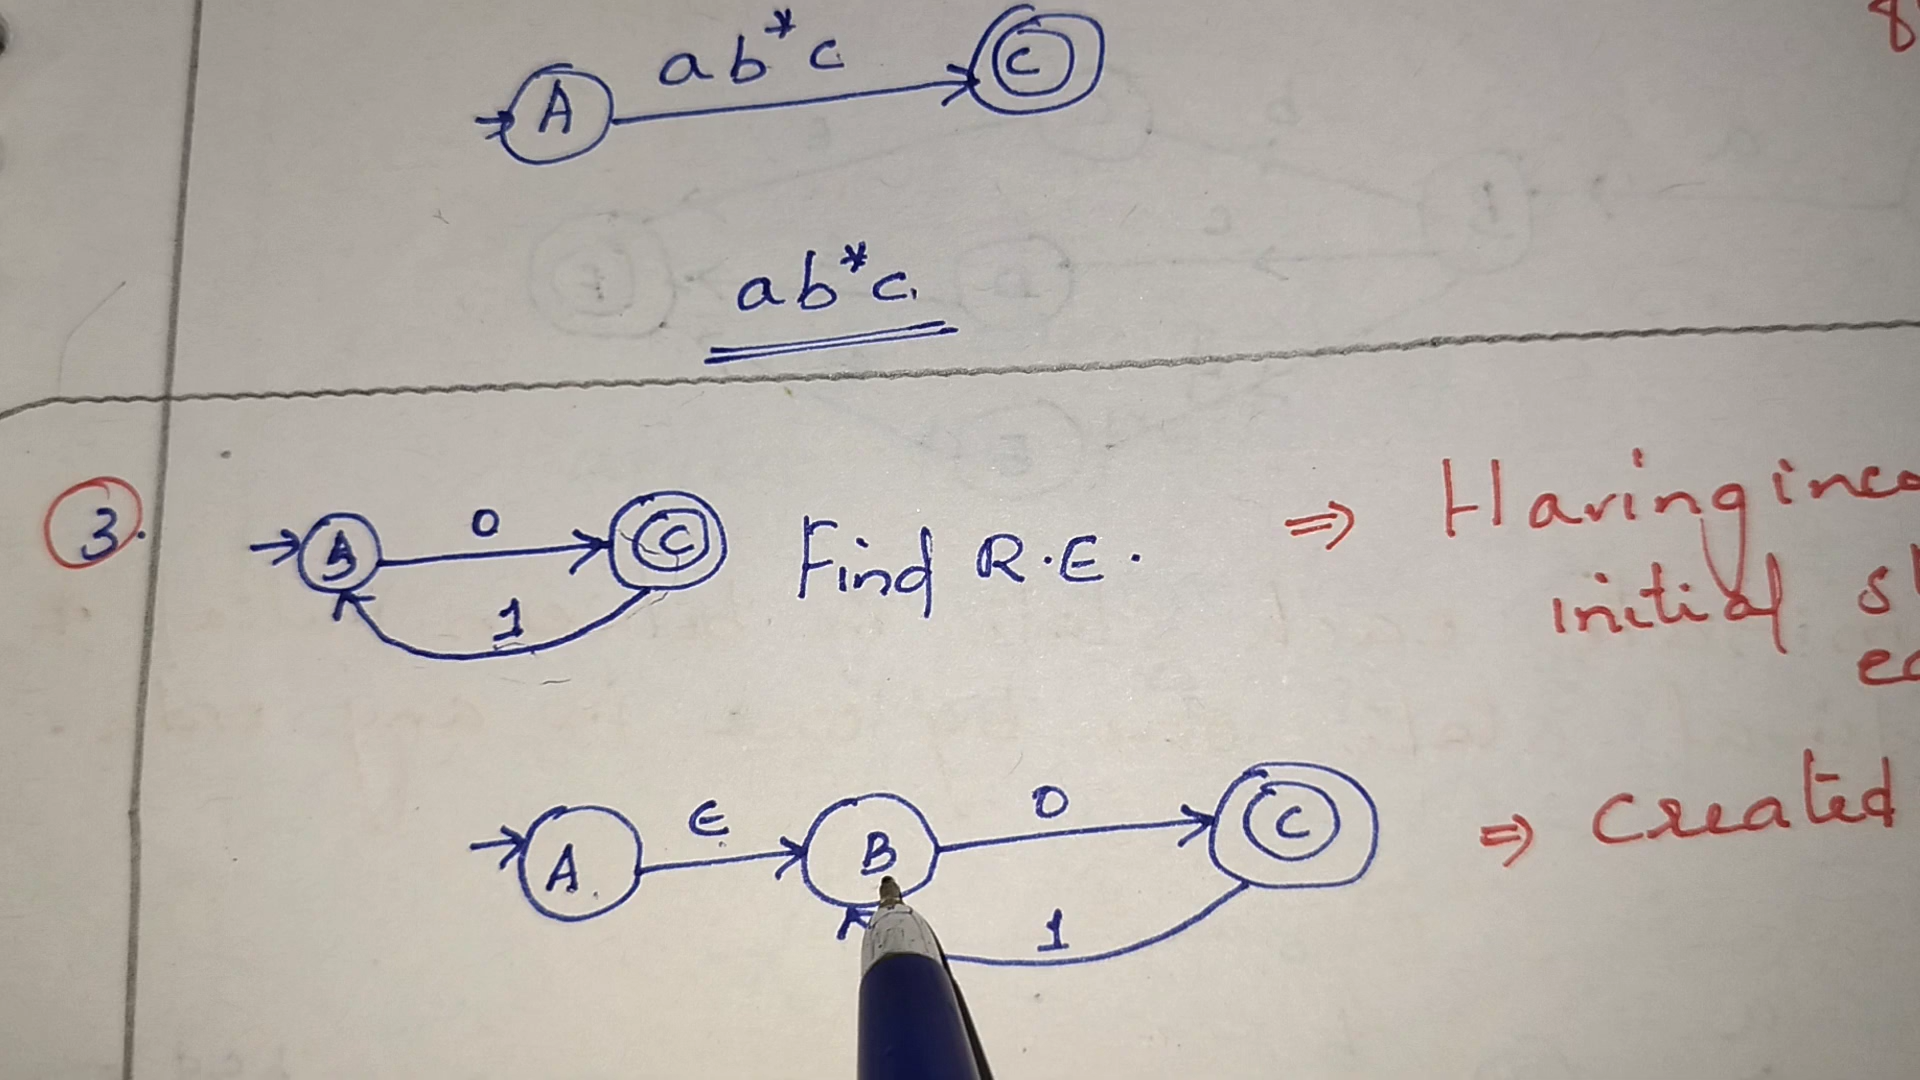 ab*c
A C
ab*c.
3. B 0 C Find R.E. ⇒ Having
1 initial
A ε B 0 C ⇒ Created
1